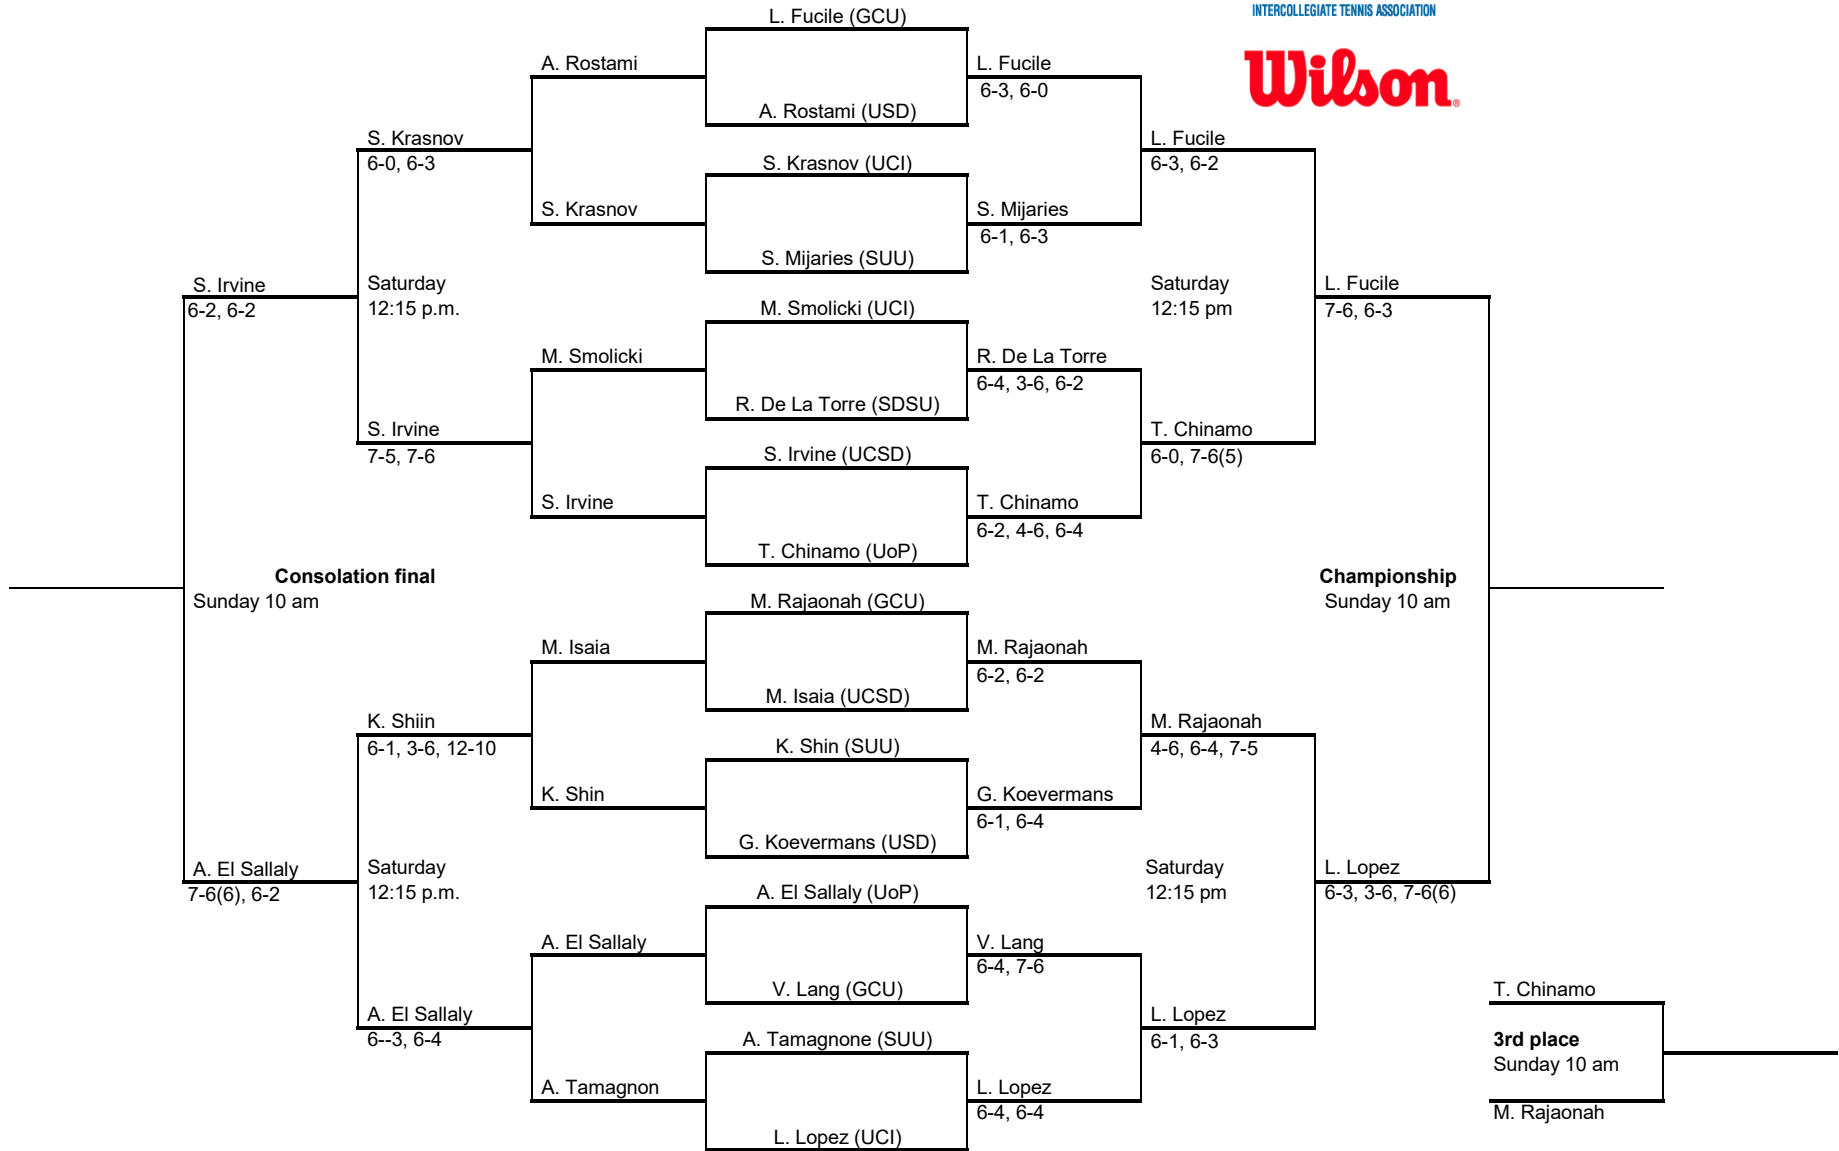 INTERCOLLEGIATE TENNIS ASSOCIATION
Wilson®
L. Fucile (GCU)
A. Rostami
L. Fucile
6-3, 6-0
A. Rostami (USD)
S. Krasnov
L. Fucile
6-0, 6-3
S. Krasnov (UCI)
6-3, 6-2
S. Krasnov
S. Mijaries
6-1, 6-3
S. Mijaries (SUU)
S. Irvine
Saturday
Saturday
L. Fucile
6-2, 6-2
12:15 p.m.
M. Smolicki (UCI)
12:15 pm
7-6, 6-3
M. Smolicki
R. De La Torre
6-4, 3-6, 6-2
R. De La Torre (SDSU)
S. Irvine
T. Chinamo
7-5, 7-6
S. Irvine (UCSD)
6-0, 7-6(5)
S. Irvine
T. Chinamo
6-2, 4-6, 6-4
T. Chinamo (UoP)
Consolation final
Championship
Sunday 10 am
M. Rajaonah (GCU)
Sunday 10 am
M. Isaia
M. Rajaonah
6-2, 6-2
M. Isaia (UCSD)
K. Shiin
M. Rajaonah
6-1, 3-6, 12-10
K. Shin (SUU)
4-6, 6-4, 7-5
K. Shin
G. Koevermans
6-1, 6-4
G. Koevermans (USD)
A. El Sallaly
Saturday
Saturday
L. Lopez
7-6(6), 6-2
12:15 p.m.
A. El Sallaly (UoP)
12:15 pm
6-3, 3-6, 7-6(6)
A. El Sallaly
V. Lang
6-4, 7-6
V. Lang (GCU)
T. Chinamo
A. El Sallaly
L. Lopez
6--3, 6-4
A. Tamagnone (SUU)
6-1, 6-3
3rd place
Sunday 10 am
A. Tamagnon
L. Lopez
6-4, 6-4
M. Rajaonah
L. Lopez (UCI)